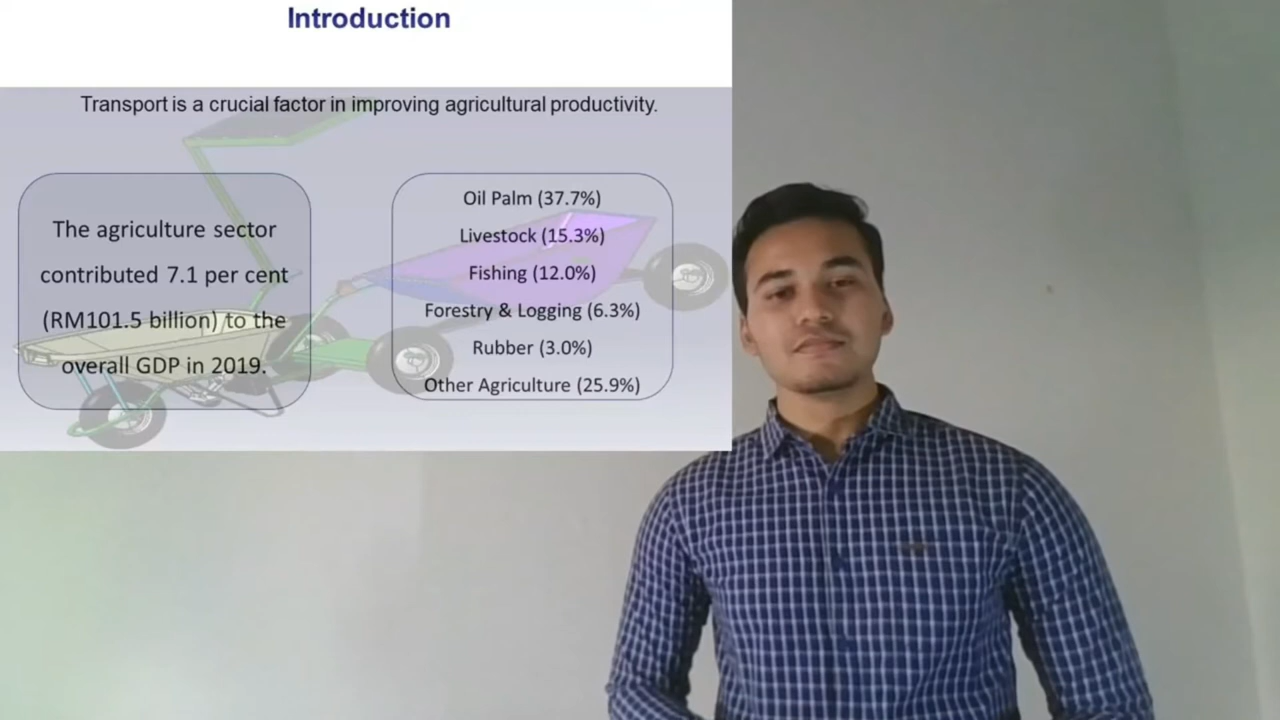 Introduction
Transport is a crucial factor in improving agricultural productivity.
The agriculture sector
contributed 7.1 per cent
(RM101.5 billion) to the
overall GDP in 2019.
Oil Palm (37.7%)
Livestock (15.3%)
Fishing (12.0%)
Forestry & Logging (6.3%)
Rubber (3.0%)
Other Agriculture (25.9%)